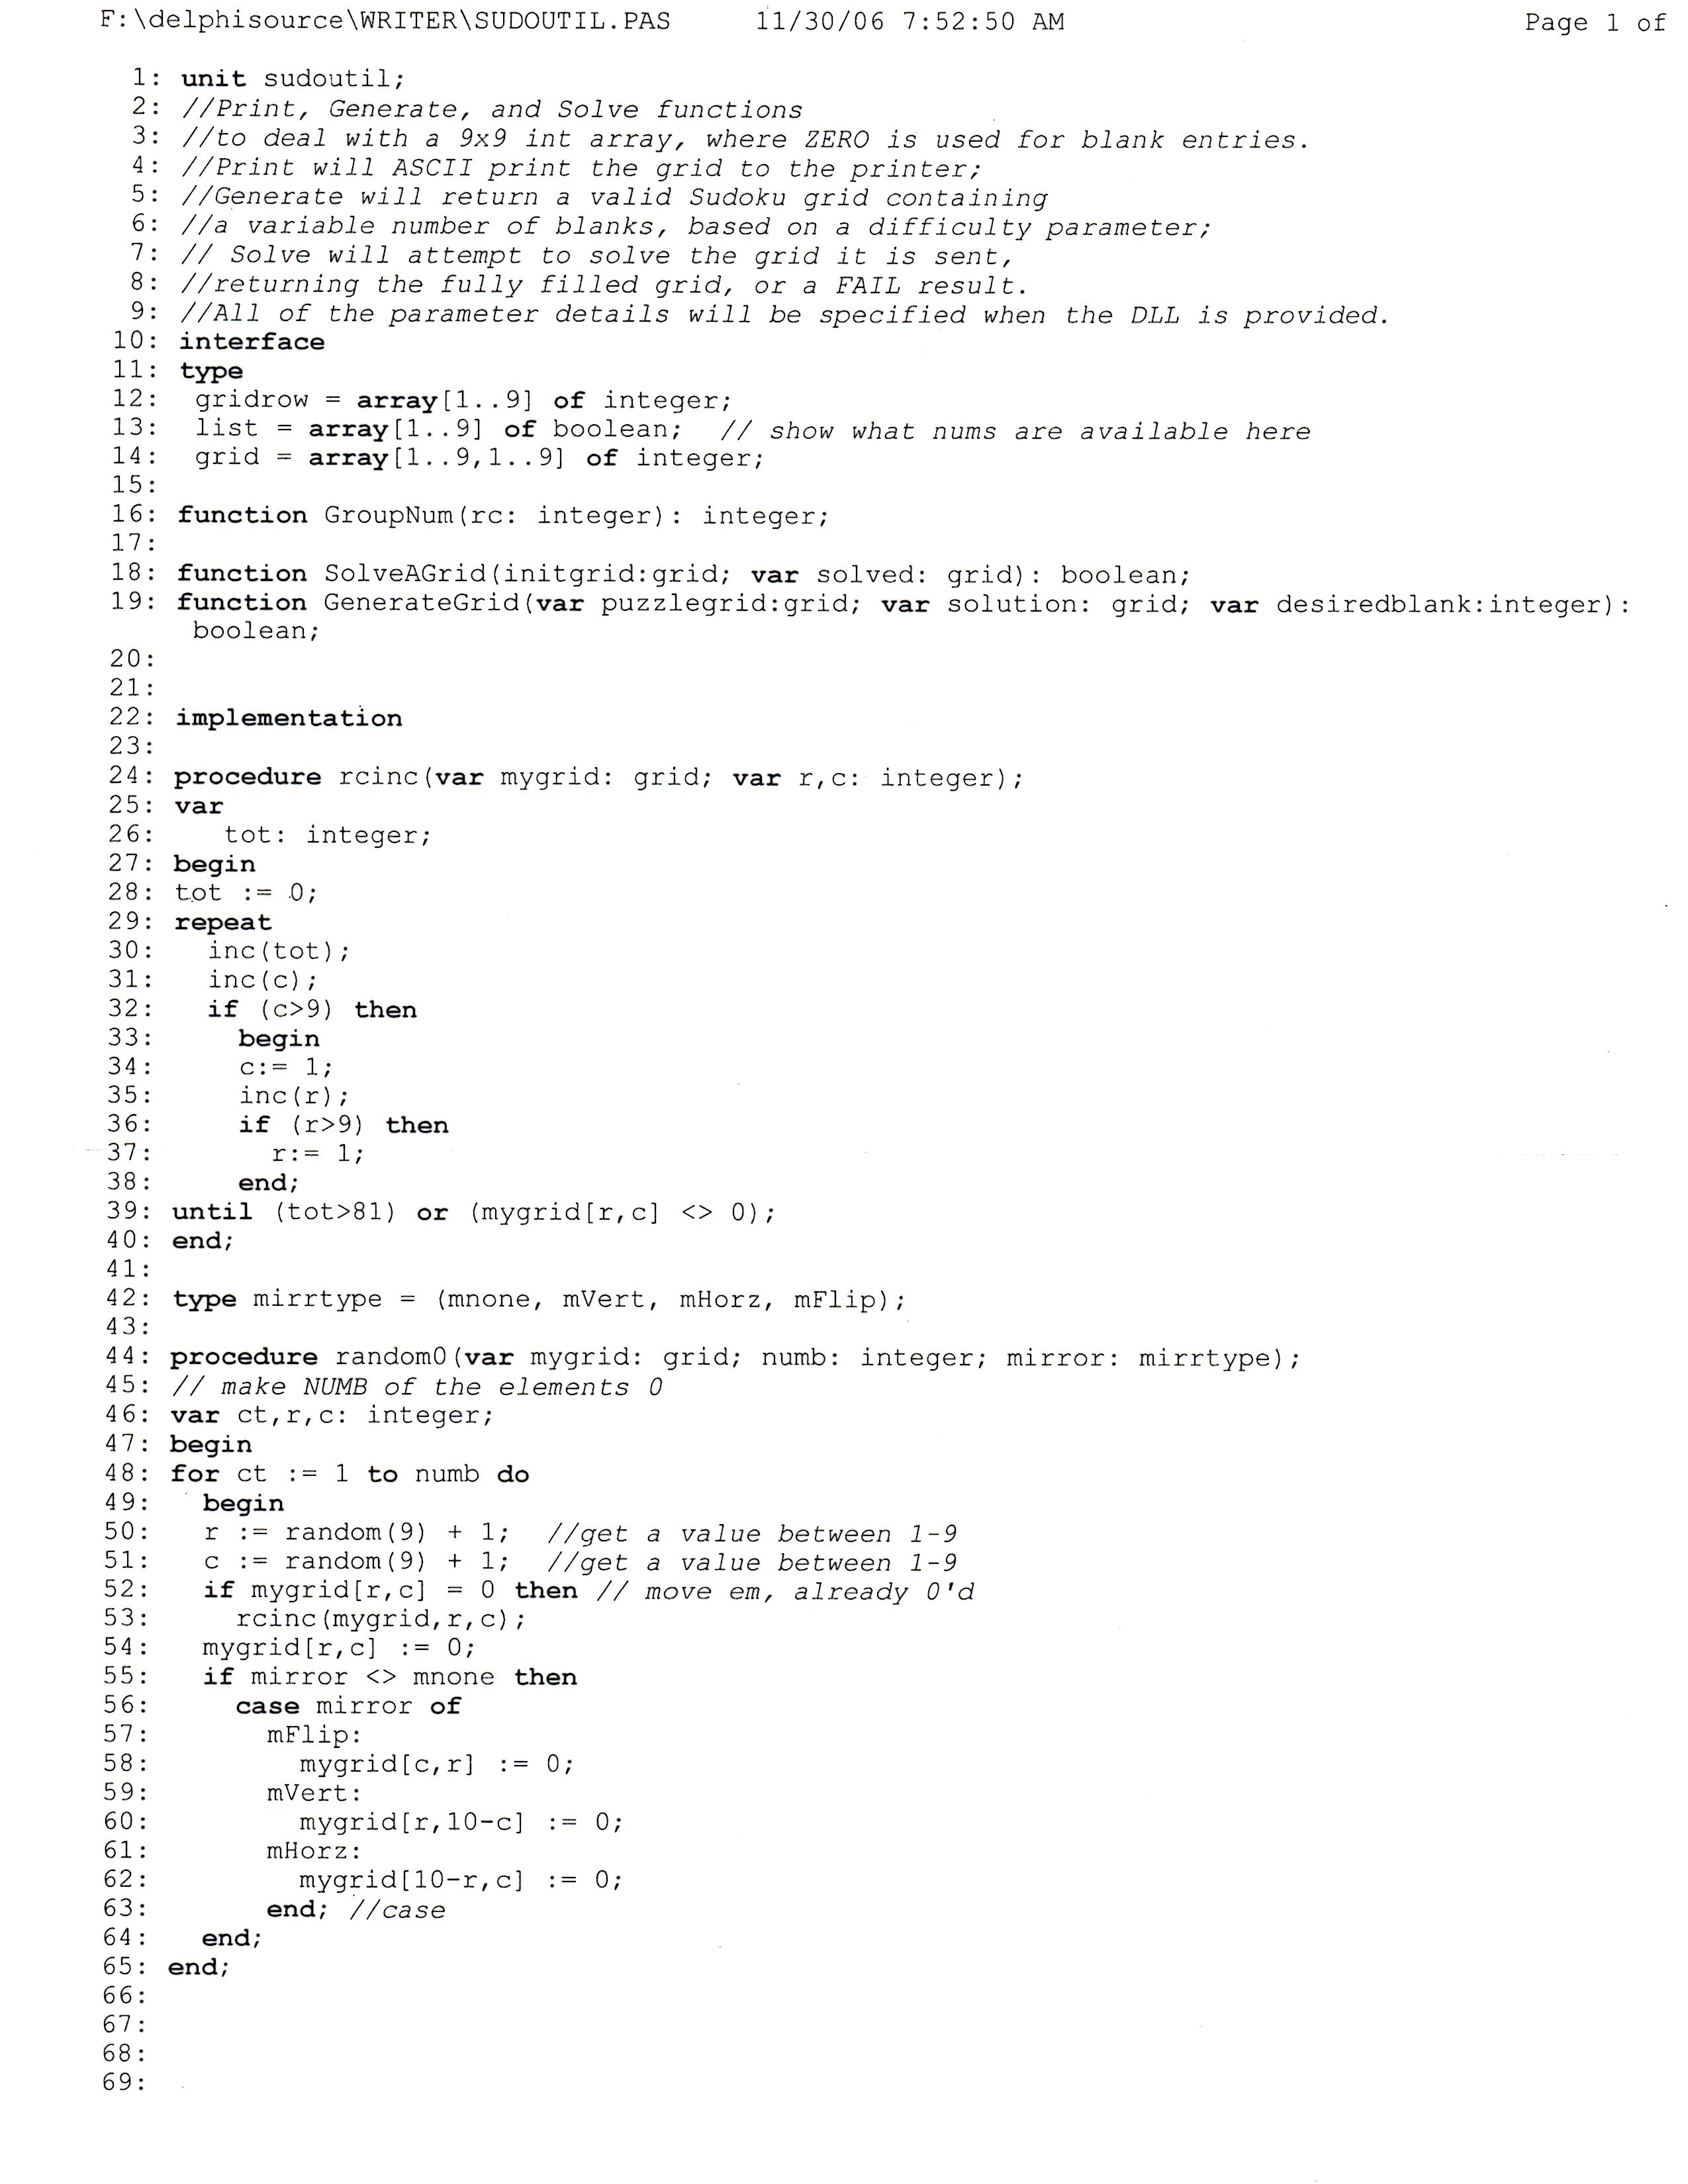 F:\delphisource\WRITER\SUDOUTIL.PAS 11/30/06 7:52:50 AM Page 1 of
1: unit sudoutil;
2: //Print, Generate, and Solve functions
3: //to deal with a 9x9 int array, where ZERO is used for blank entries.
4: //Print will ASCII print the grid to the printer;
5: //Generate will return a valid Sudoku grid containing
6: //a variable number of blanks, based on a difficulty parameter;
7: // Solve will attempt to solve the grid it is sent,
8: //returning the fully filled grid, or a FAIL result.
9: //All of the parameter details will be specified when the DLL is provided.
10: interface
11: type
12: gridrow = array[1..9] of integer;
13: list = array[1..9] of boolean; // show what nums are available here
14: grid = array[1..9,1..9] of integer;
15:
16: function GroupNum(rc: integer): integer;
17:
18: function SolveAGrid(initgrid:grid; var solved: grid): boolean;
19: function GenerateGrid(var puzzlegrid:grid; var solution: grid; var desiredblank:integer):
boolean;
20:
21:
22: implementation
23:
24: procedure rcinc(var mygrid: grid; var r,c: integer);
25: var
26: tot: integer;
27: begin
28: tot := 0;
29: repeat
30: inc(tot);
31: inc(c);
32: if (c>9) then
33: begin
34: c:= 1;
35: inc(r);
36: if (r>9) then
37: r:= 1;
38: end;
39: until (tot>81) or (mygrid[r,c] <> 0);
40: end;
41:
42: type mirrtype = (mnone, mVert, mHorz, mFlip);
43:
44: procedure random0(var mygrid: grid; numb: integer; mirror: mirrtype);
45: // make NUMB of the elements 0
46: var ct,r,c: integer;
47: begin
48: for ct := 1 to numb do
49: begin
50: r := random(9) + 1; //get a value between 1-9
51: c := random(9) + 1; //get a value between 1-9
52: if mygrid[r,c] = 0 then // move em, already 0'd
53: rcinc(mygrid,r,c);
54: mygrid[r,c] := 0;
55: if mirror <> mnone then
56: case mirror of
57: mFlip:
58: mygrid[c,r] := 0;
59: mVert:
60: mygrid[r,10-c] := 0;
61: mHorz:
62: mygrid[10-r,c] := 0;
63: end; //case
64: end;
65: end;
66:
67:
68:
69: